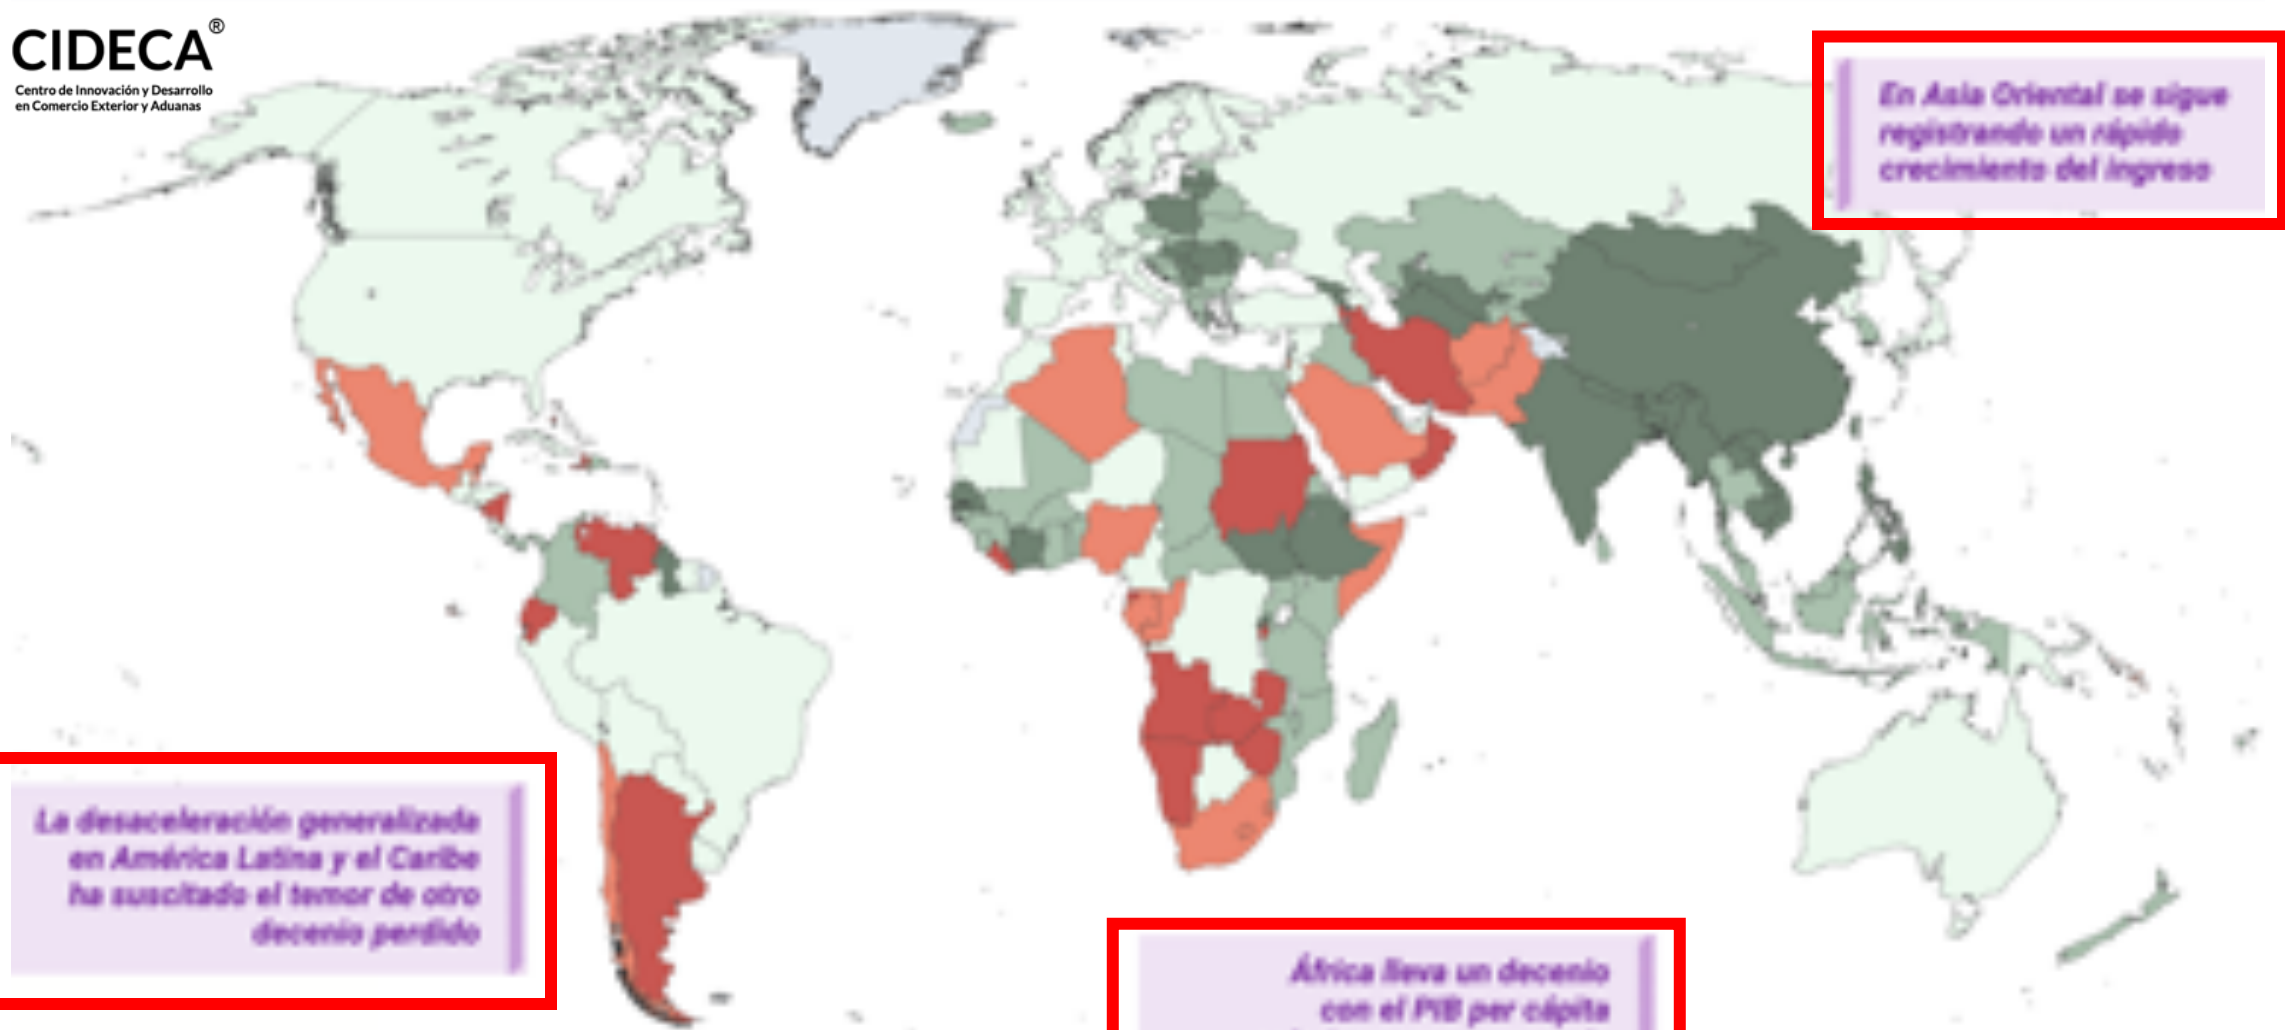 CIDECA®
Centro de Innovación y Desarrollo
en Comercio Exterior y Aduanas
En Asia Oriental se sigue
registrando un rápido
crecimiento del ingreso
La desaceleración generalizada
en América Latina y el Caribe
ha suscitado el temor de otro
decenio perdido
África lleva un decenio
con el PIB per cápita